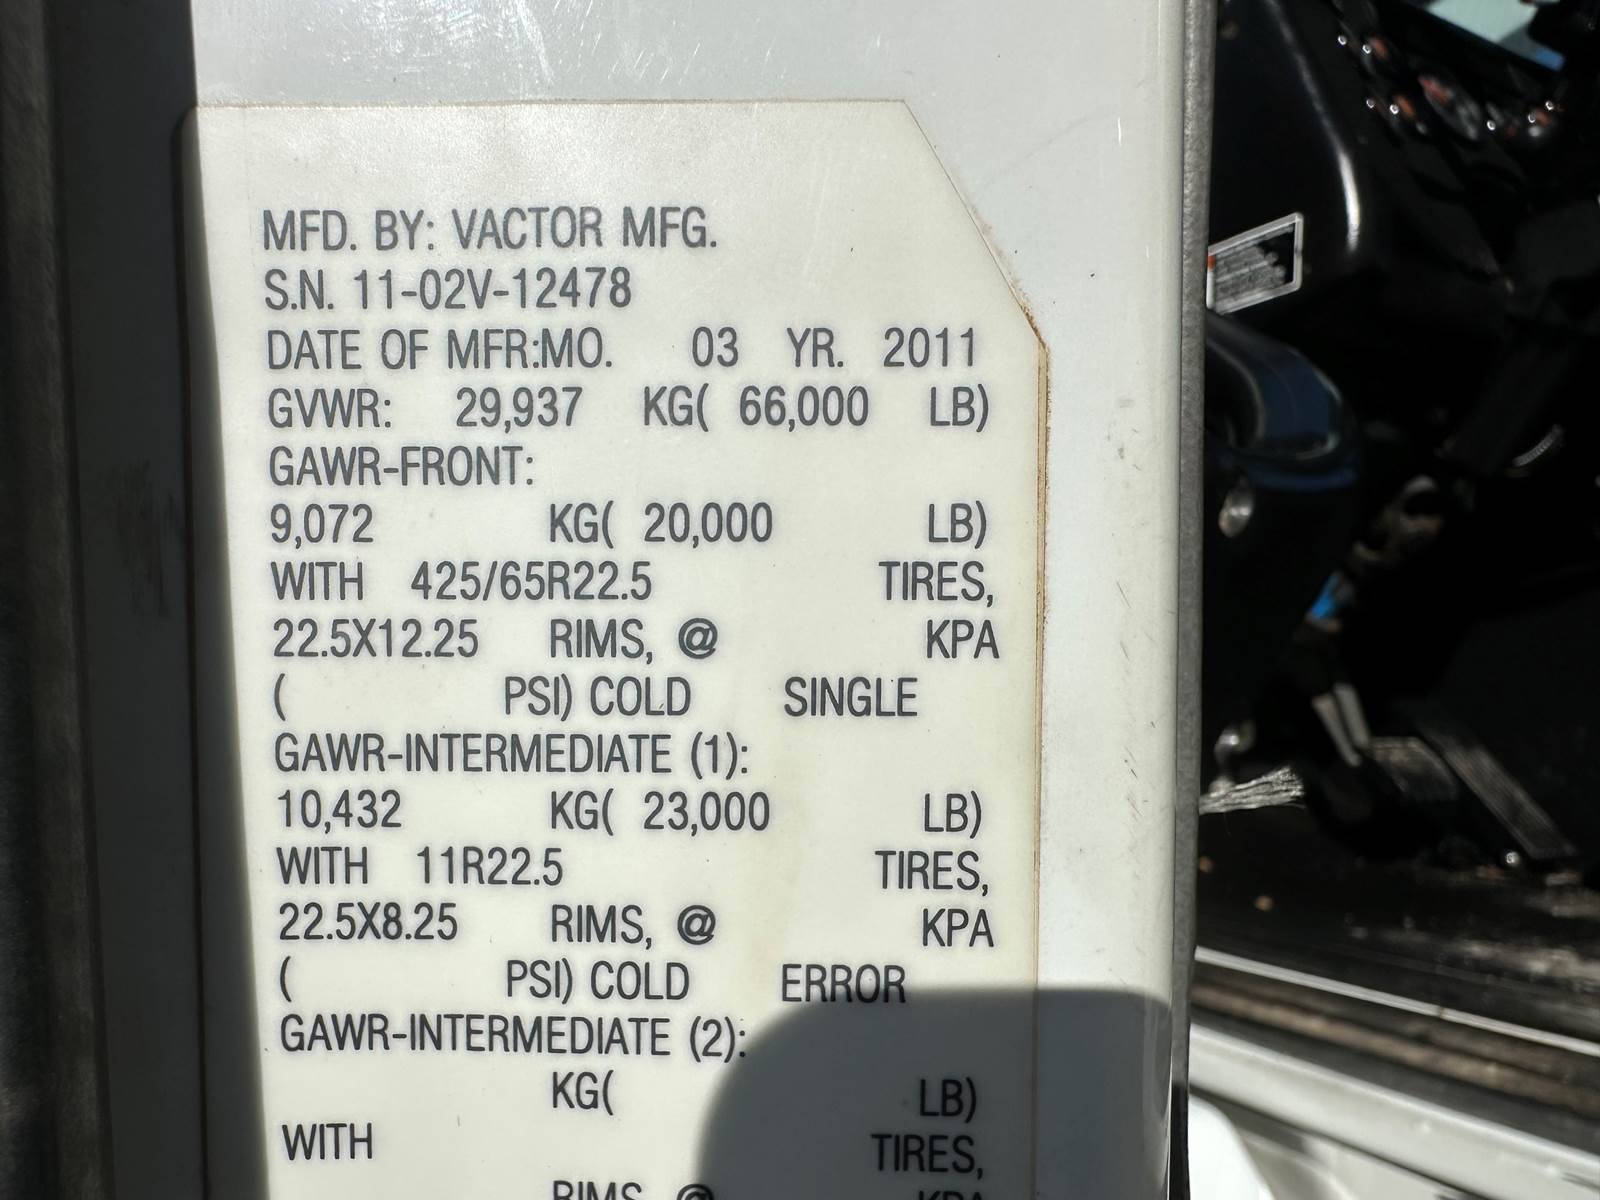 MFD. BY: VACTOR MFG.
S.N. 11-02V-12478
DATE OF MFR:MO. 03 YR. 2011
GVWR: 29,937 KG( 66,000 LB)
GAWR-FRONT:
9,072 KG( 20,000 LB)
WITH 425/65R22.5 TIRES,
22.5X12.25 RIMS, @ KPA
( PSI) COLD SINGLE
GAWR-INTERMEDIATE (1):
10,432 KG( 23,000 LB)
WITH 11R22.5 TIRES,
22.5X8.25 RIMS, @ KPA
( PSI) COLD ERROR
GAWR-INTERMEDIATE (2):
KG( LB)
WITH TIRES,
RIMS, @ KPA